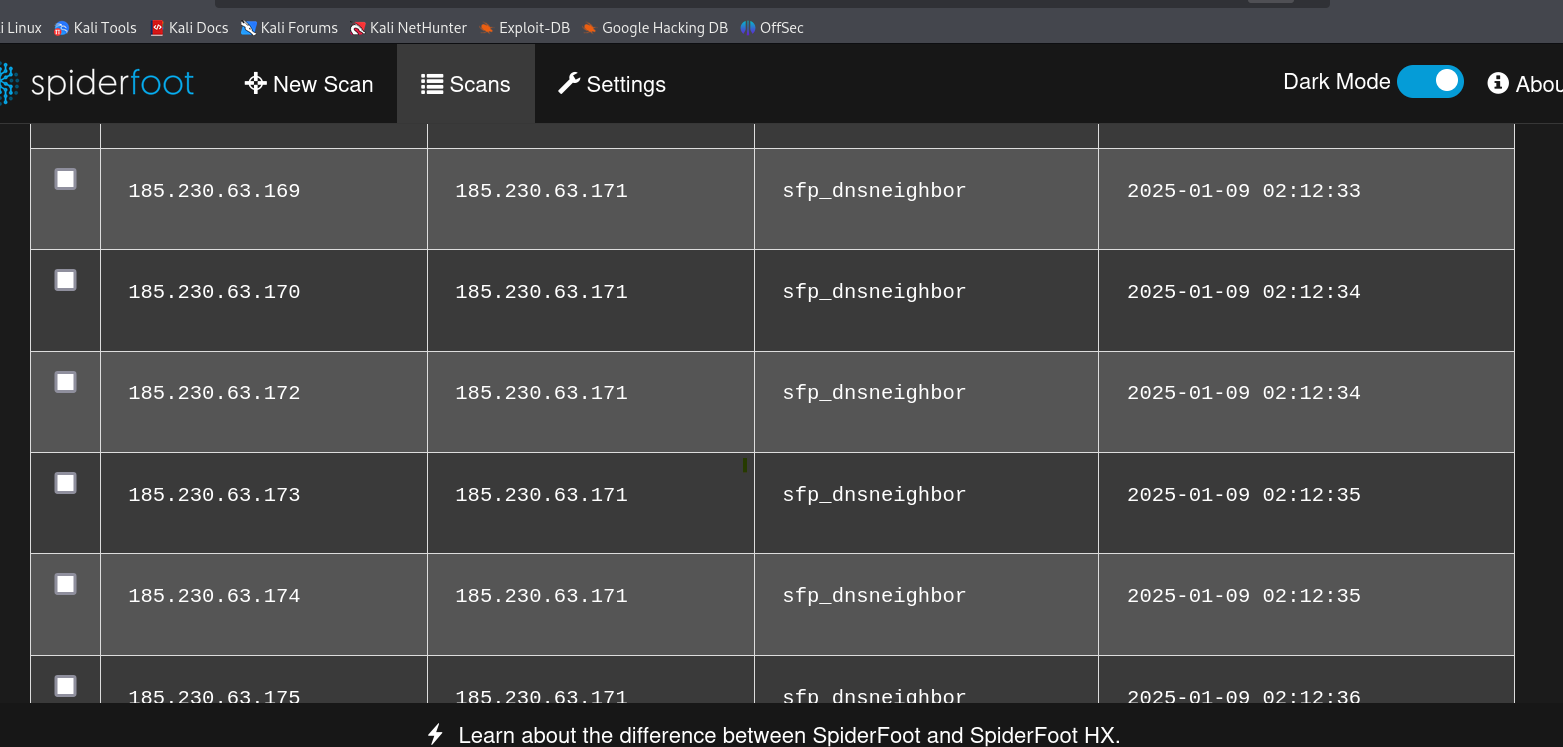 i Linux Kali Tools Kali Docs Kali Forums Kali NetHunter Exploit-DB Google Hacking DB OffSec
spiderfoot New Scan Scans Settings Dark Mode Abou
185.230.63.169 185.230.63.171 sfp_dnsneighbor 2025-01-09 02:12:33
185.230.63.170 185.230.63.171 sfp_dnsneighbor 2025-01-09 02:12:34
185.230.63.172 185.230.63.171 sfp_dnsneighbor 2025-01-09 02:12:34
185.230.63.173 185.230.63.171 sfp_dnsneighbor 2025-01-09 02:12:35
185.230.63.174 185.230.63.171 sfp_dnsneighbor 2025-01-09 02:12:35
185.230.63.175 185.230.63.171 sfp_dnsneighbor 2025-01-09 02:12:36
Learn about the difference between SpiderFoot and SpiderFoot HX.